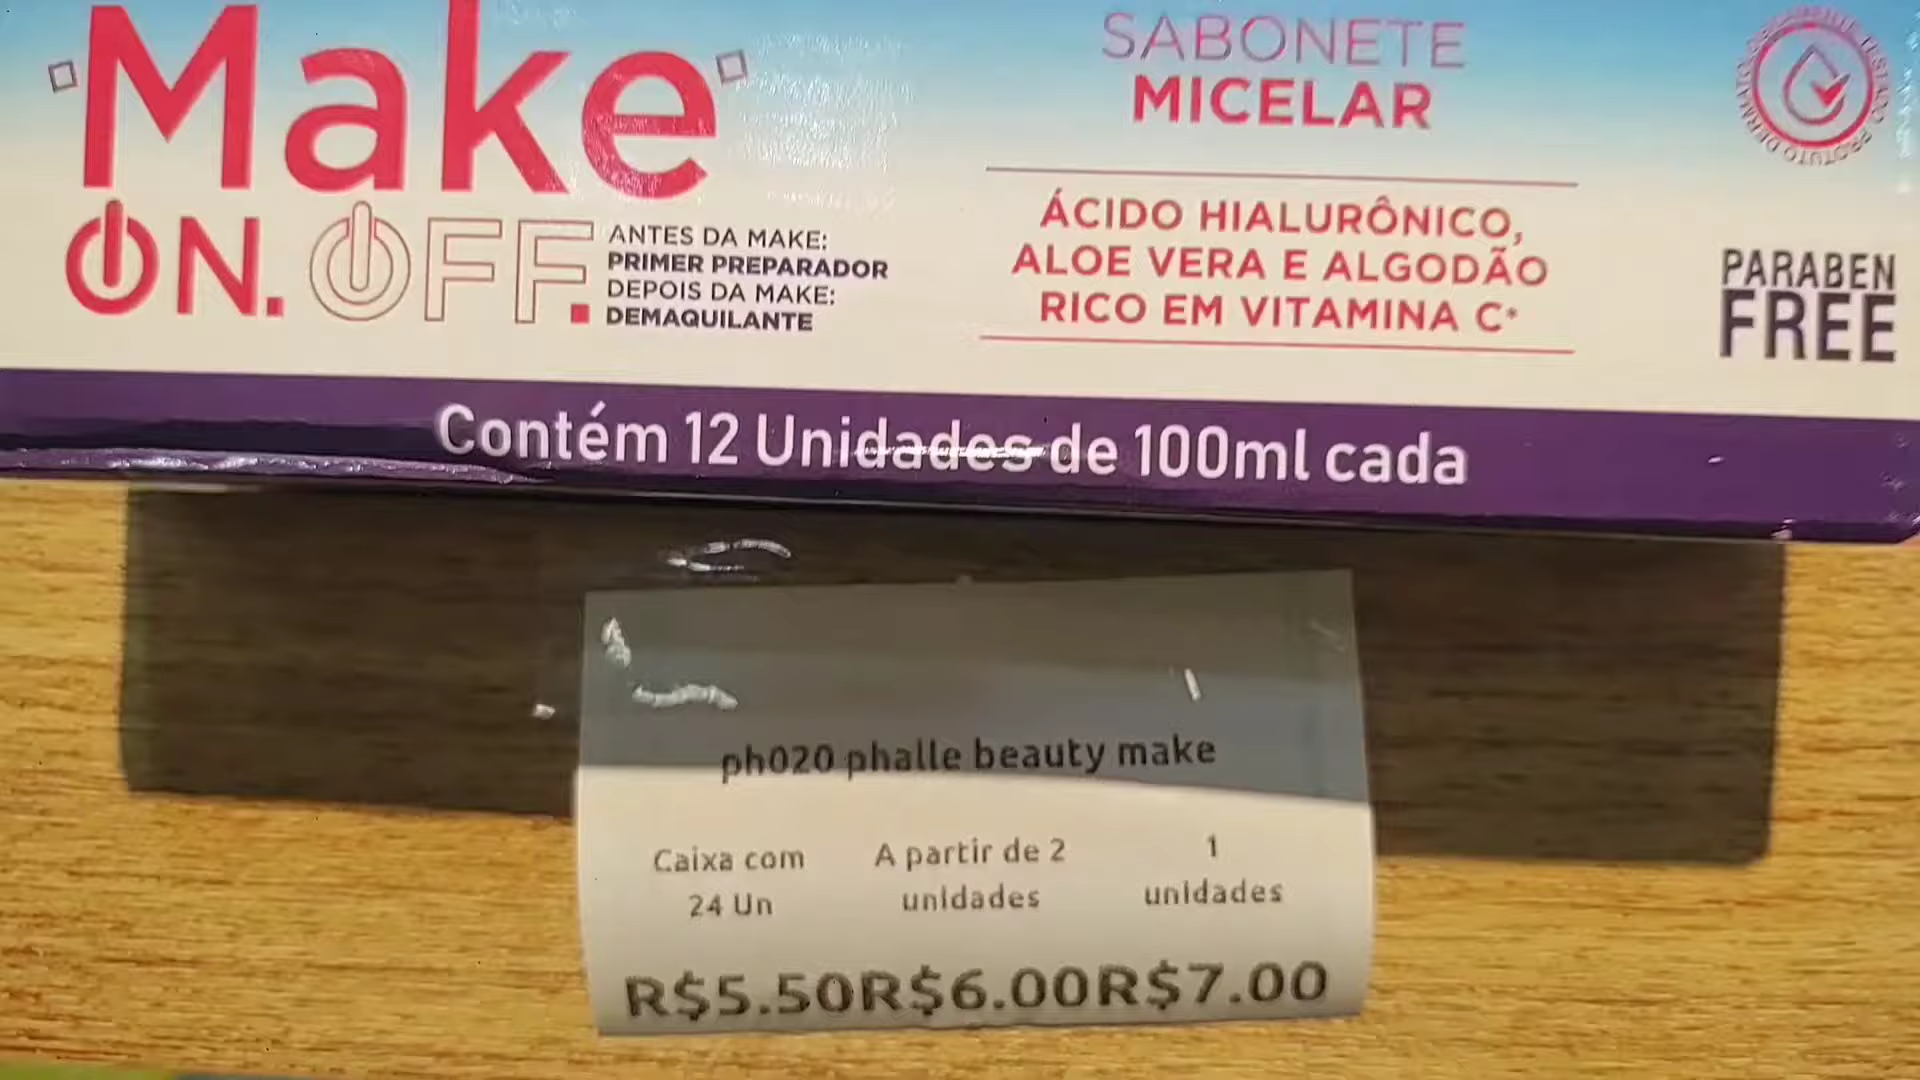 Make
ON. OFF.
ANTES DA MAKE:
PRIMER PREPARADOR
DEPOIS DA MAKE:
DEMAQUILANTE
SABONETE
MICELAR
ÁCIDO HIALURÔNICO,
ALOE VERA E ALGODÃO
RICO EM VITAMINA C*
PARABEN
FREE
Contém 12 Unidades de 100ml cada
ph020 phalle beauty make
Caixa com
24 Un
A partir de 2
unidades
1
unidades
R$5.50 R$6.00 R$7.00